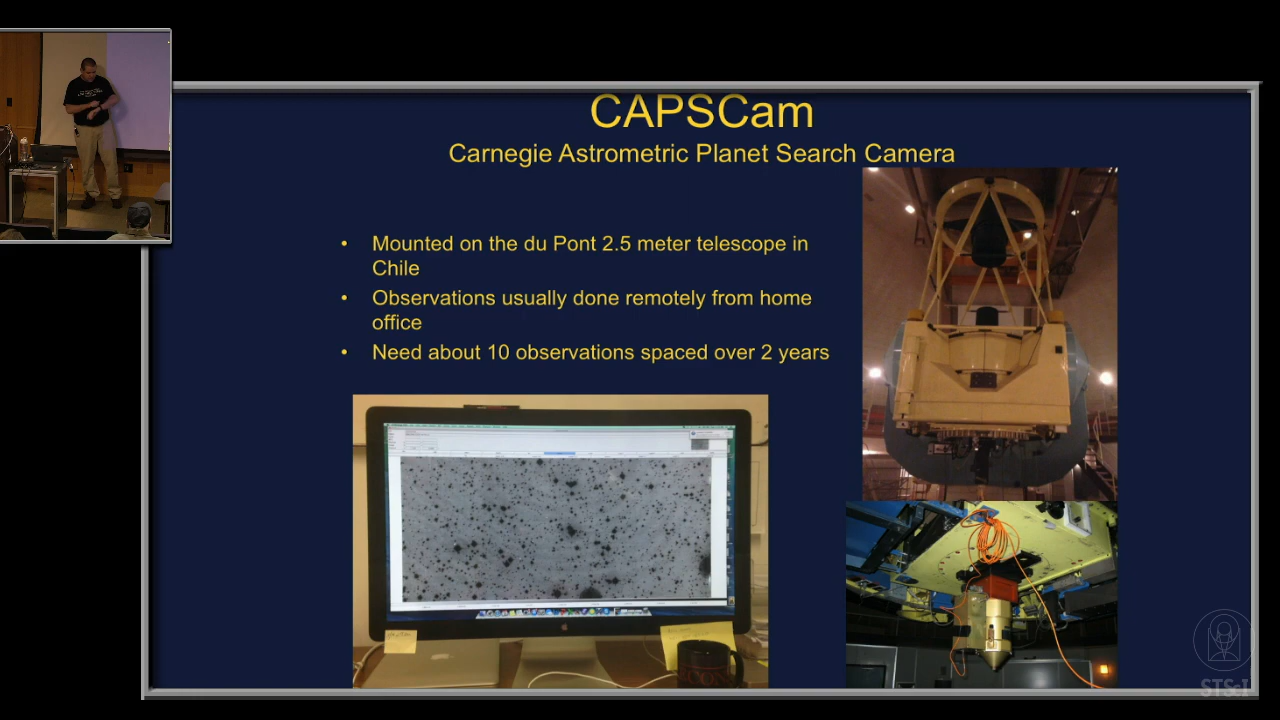 CAPSCam
Carnegie Astrometric Planet Search Camera
• Mounted on the du Pont 2.5 meter telescope in
Chile
• Observations usually done remotely from home
office
• Need about 10 observations spaced over 2 years
STScI